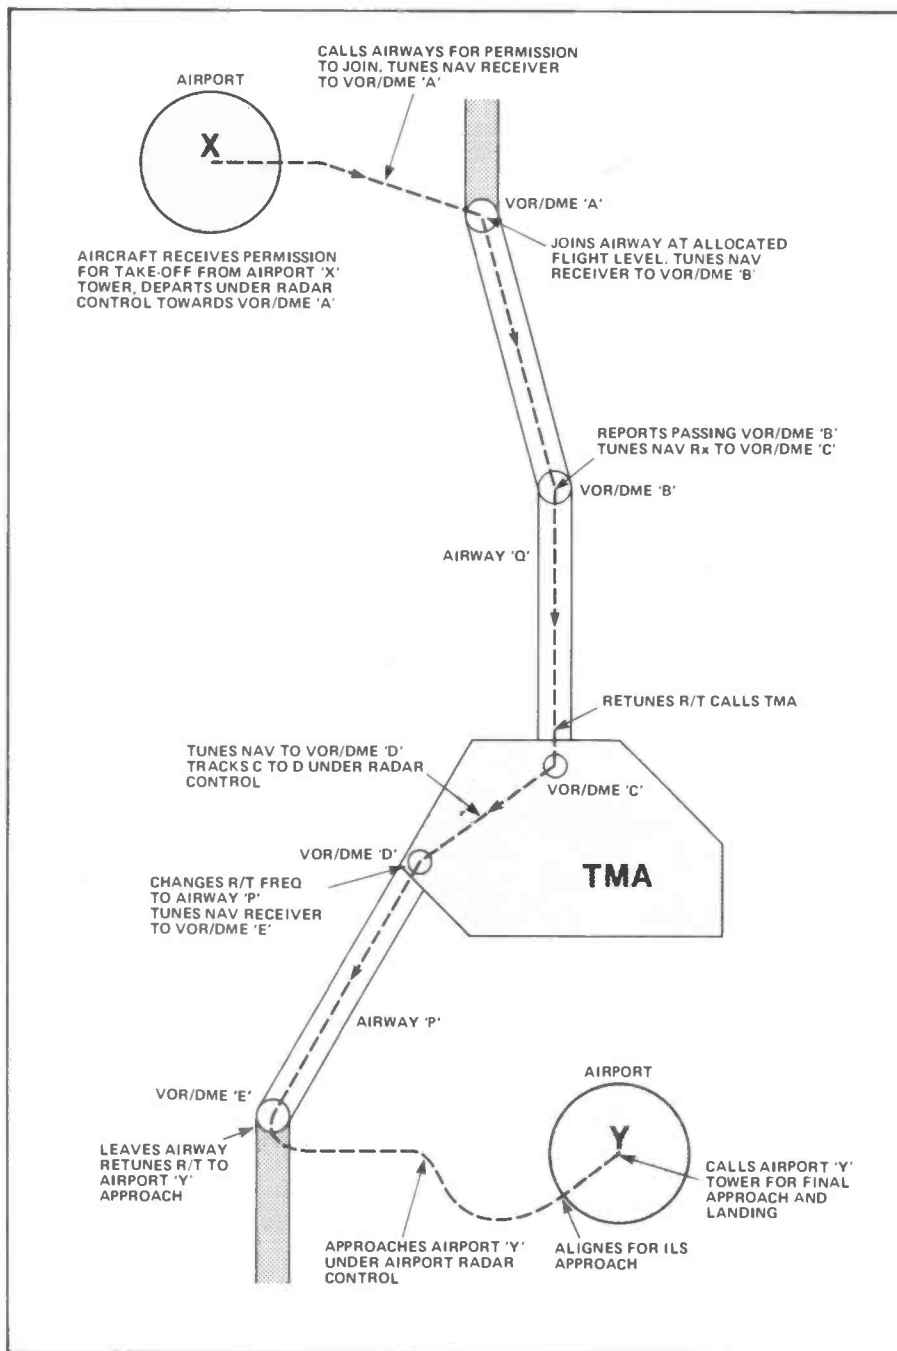 CALLS AIRWAYS FOR PERMISSION
TO JOIN, TUNES NAV RECEIVER
TO VOR/DME 'A'
AIRPORT
X
VOR/DME 'A'
AIRCRAFT RECEIVES PERMISSION
FOR TAKE-OFF FROM AIRPORT 'X'
TOWER, DEPARTS UNDER RADAR
CONTROL TOWARDS VOR/DME 'A'
JOINS AIRWAY AT ALLOCATED
FLIGHT LEVEL. TUNES NAV
RECEIVER TO VOR/DME 'B'
REPORTS PASSING VOR/DME 'B'
TUNES NAV Rx TO VOR/DME 'C'
VOR/DME 'B'
AIRWAY 'Q'
RETUNES R/T CALLS TMA
TUNES NAV TO VOR/DME 'D'
TRACKS C TO D UNDER RADAR
CONTROL
VOR/DME 'C'
VOR/DME 'D'
TMA
CHANGES R/T FREQ
TO AIRWAY 'P'
TUNES NAV RECEIVER
TO VOR/DME 'E'
AIRWAY 'P'
VOR/DME 'E'
AIRPORT
Y
LEAVES AIRWAY
RETUNES R/T TO
AIRPORT 'Y'
APPROACH
CALLS AIRPORT 'Y'
TOWER FOR FINAL
APPROACH AND
LANDING
APPROACHES AIRPORT 'Y'
UNDER AIRPORT RADAR
CONTROL
ALIGNES FOR ILS
APPROACH